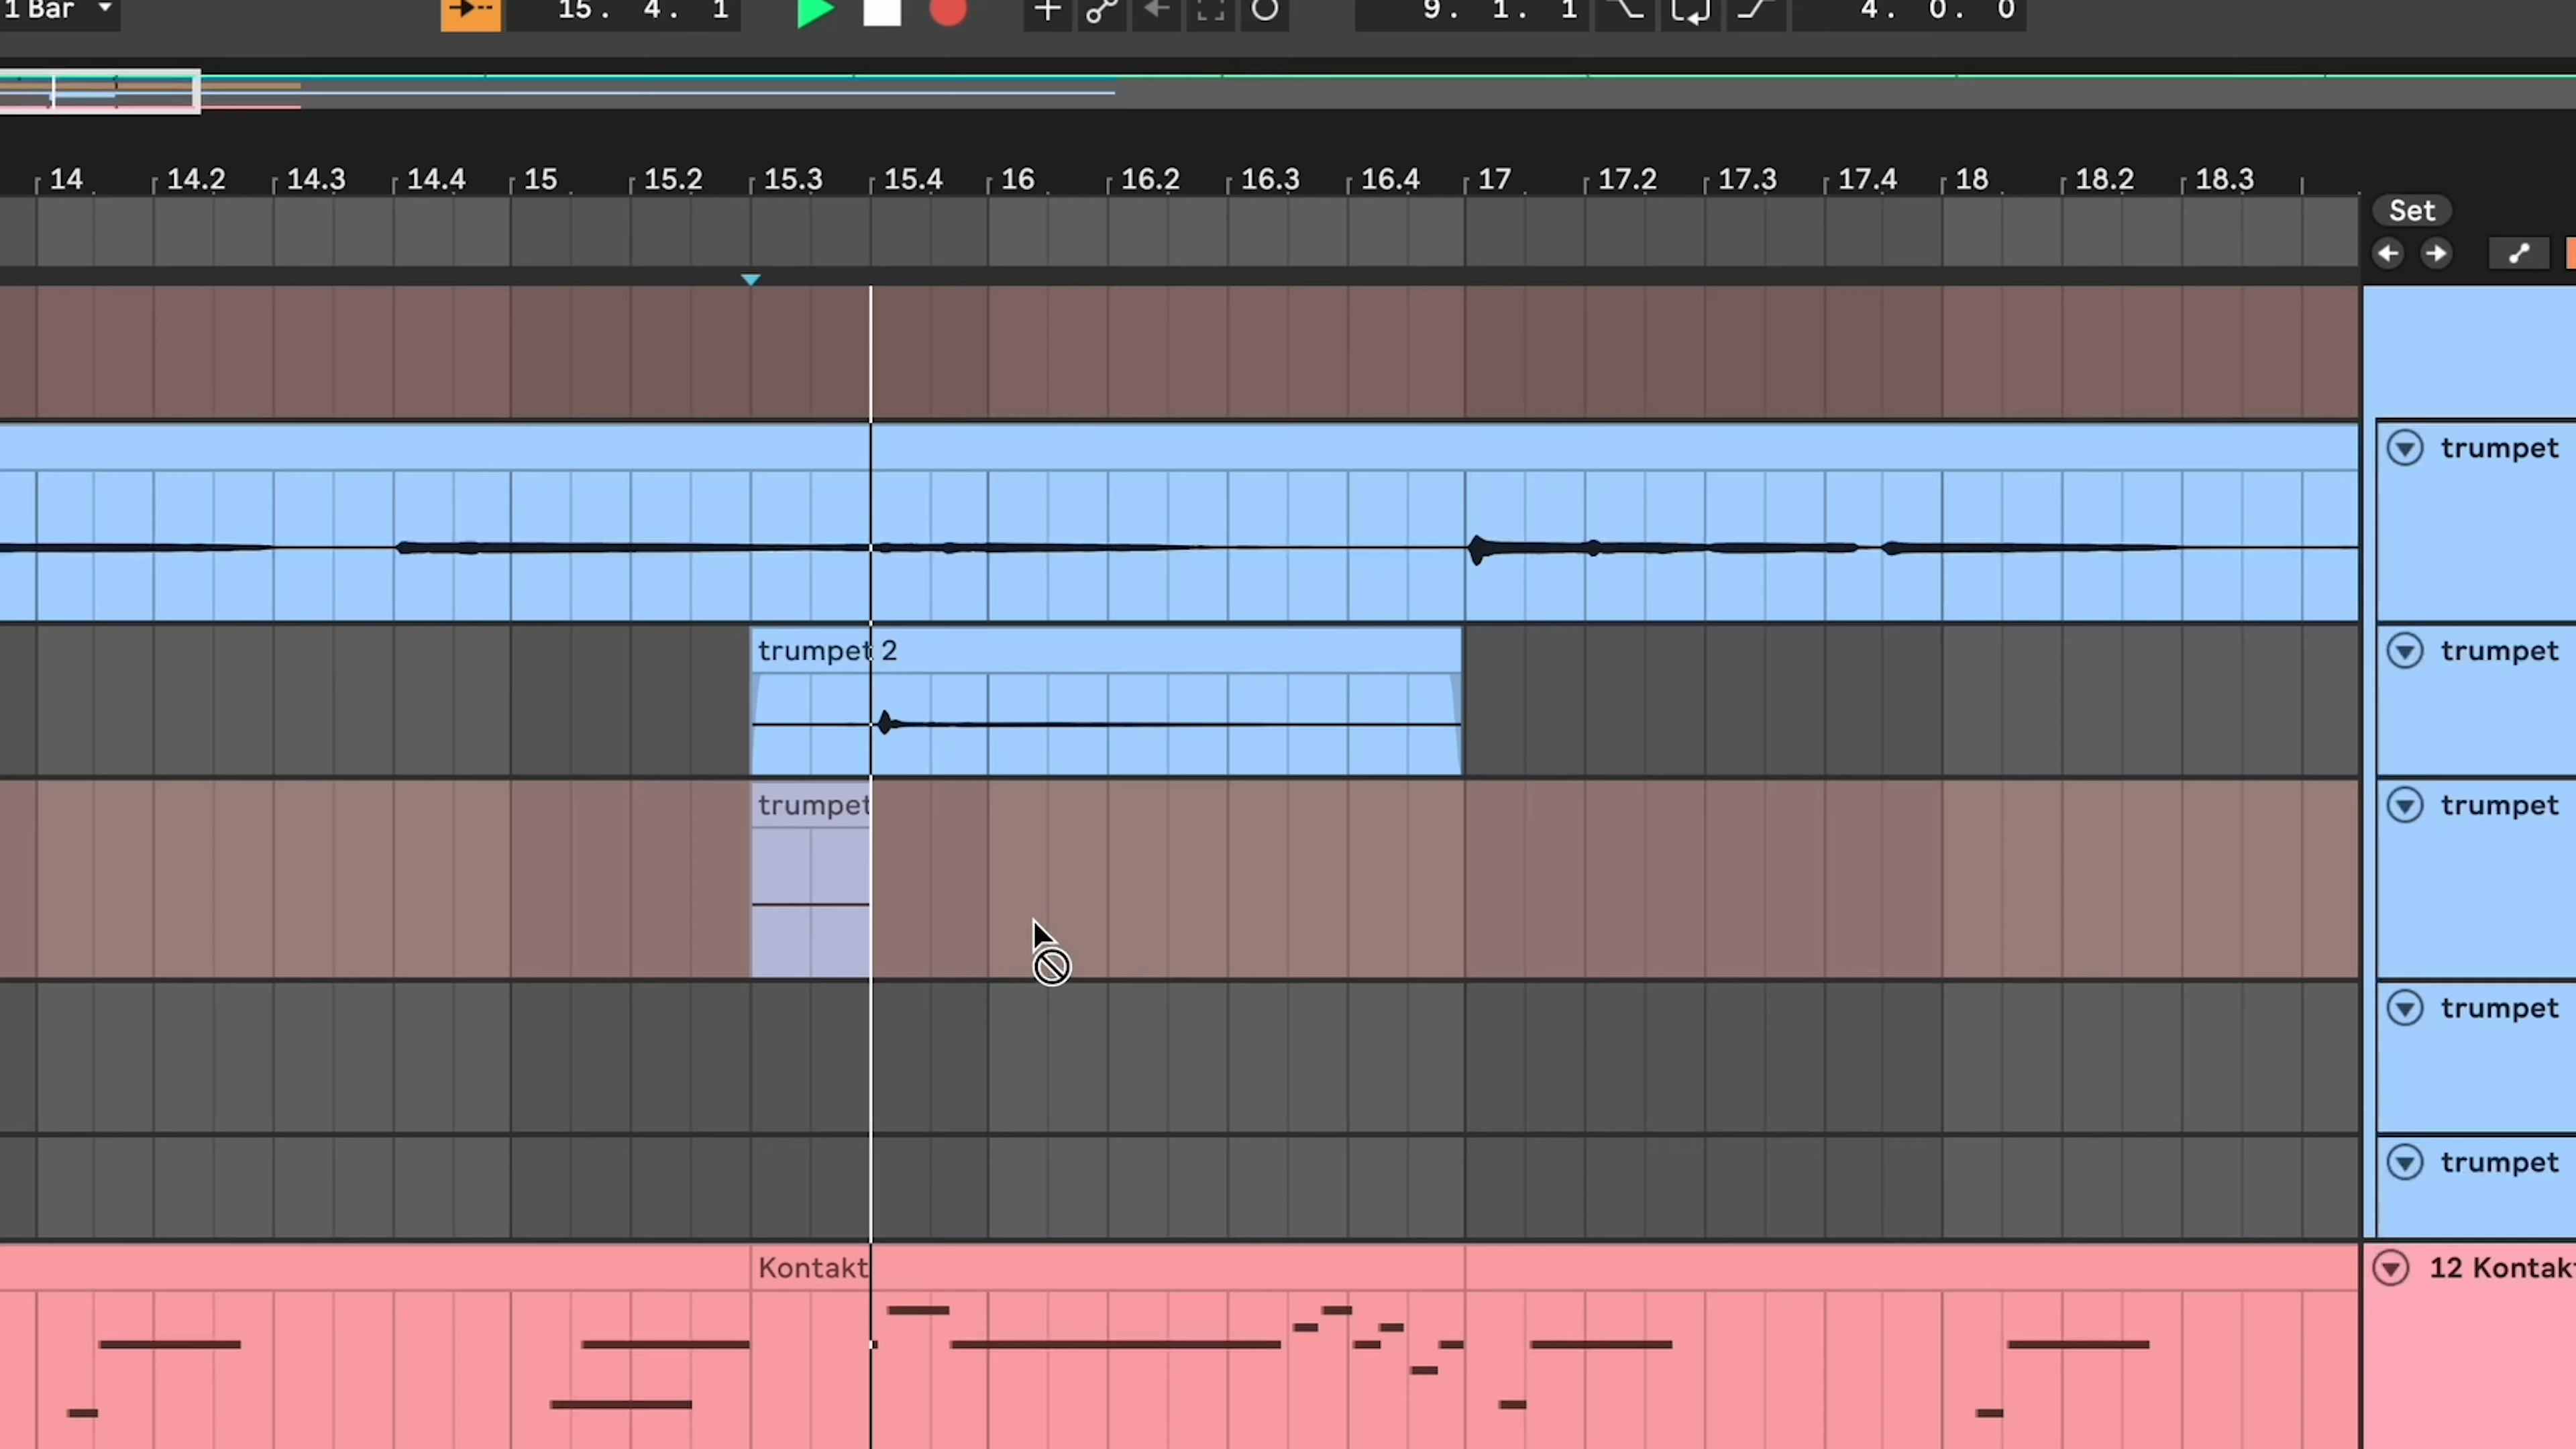 1 Bar
15. 4. 1
9. 1. 1
4. 0. 0
14 14.2 14.3 14.4 15 15.2 15.3 15.4 16 16.2 16.3 16.4 17 17.2 17.3 17.4 18 18.2 18.3
Set
trumpet
trumpet 2
trumpet
trumpet
trumpet
trumpet
trumpet
Kontakt
12 Kontakt